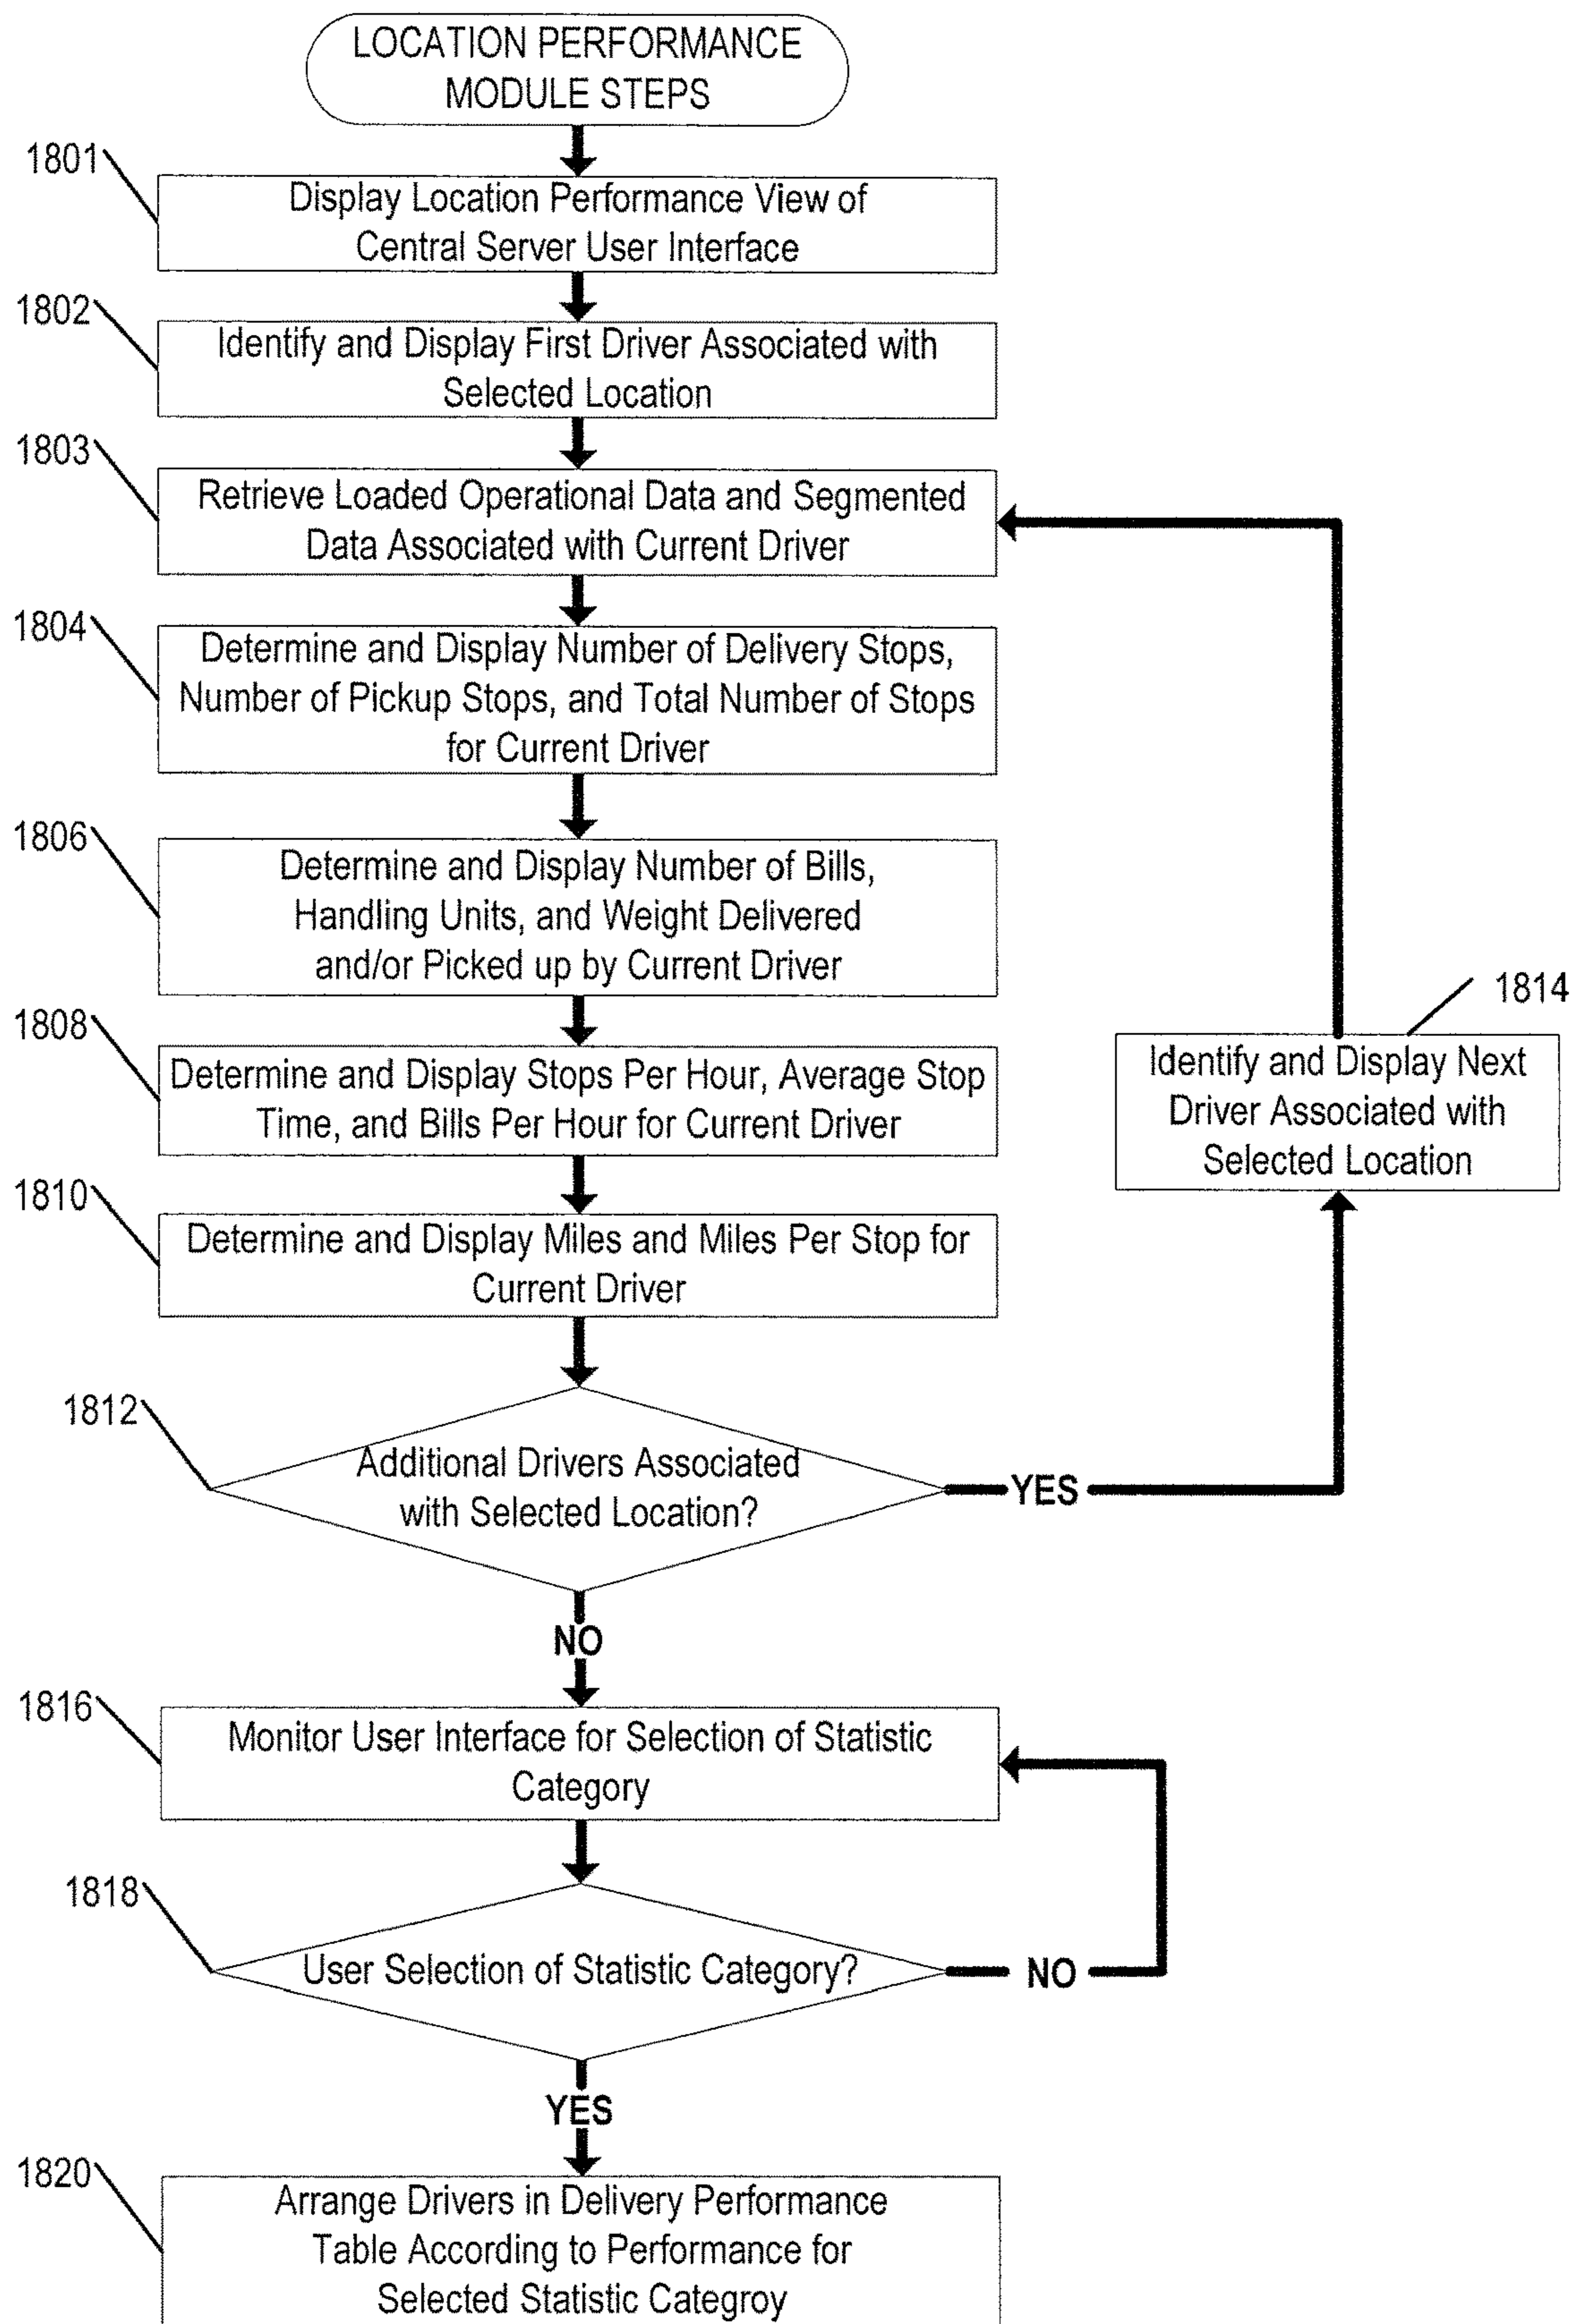 LOCATION PERFORMANCE
MODULE STEPS
1801
Display Location Performance View of
Central Server User Interface
1802
Identify and Display First Driver Associated with
Selected Location
1803
Retrieve Loaded Operational Data and Segmented
Data Associated with Current Driver
1804
Determine and Display Number of Delivery Stops,
Number of Pickup Stops, and Total Number of Stops
for Current Driver
1806
Determine and Display Number of Bills,
Handling Units, and Weight Delivered
and/or Picked up by Current Driver
1808
Determine and Display Stops Per Hour, Average Stop
Time, and Bills Per Hour for Current Driver
1810
Determine and Display Miles and Miles Per Stop for
Current Driver
1812
Additional Drivers Associated
with Selected Location?
YES
1814
Identify and Display Next
Driver Associated with
Selected Location
NO
1816
Monitor User Interface for Selection of Statistic
Category
1818
User Selection of Statistic Category?
NO
YES
1820
Arrange Drivers in Delivery Performance
Table According to Performance for
Selected Statistic Categroy